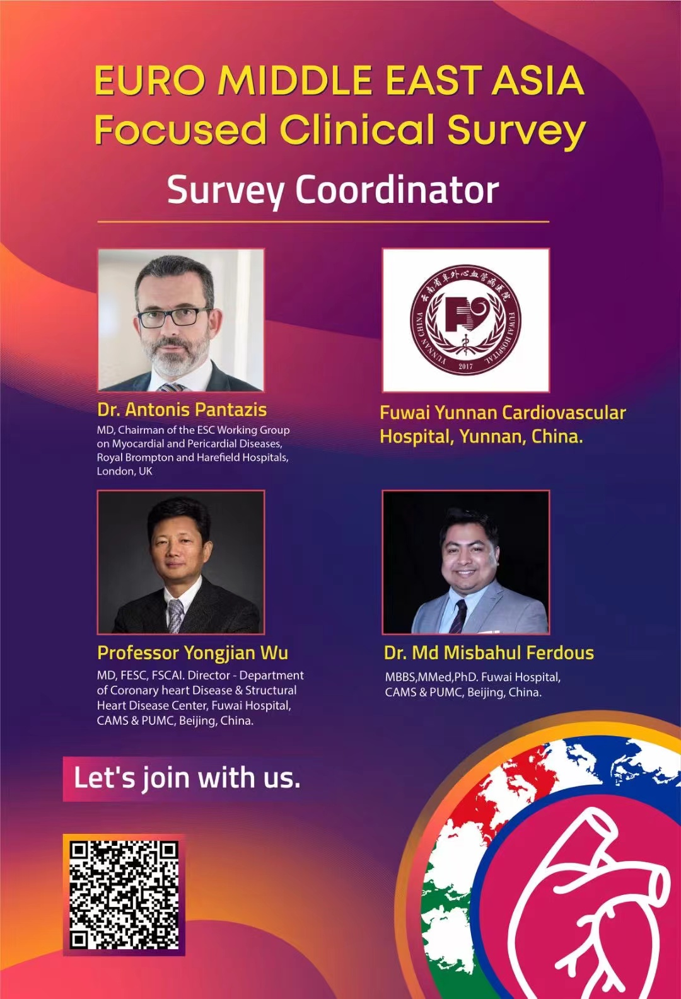 EURO MIDDLE EAST ASIA
Focused Clinical Survey
Survey Coordinator
云南省阜外心血管病医院
YUNNAN CHINA
FUWAI HOSPITAL
2017
Dr. Antonis Pantazis
MD, Chairman of the ESC Working Group
on Myocardial and Pericardial Diseases,
Royal Brompton and Harefield Hospitals,
London, UK
Fuwai Yunnan Cardiovascular
Hospital, Yunnan, China.
Professor Yongjian Wu
MD, FESC, FSCAI. Director - Department
of Coronary heart Disease & Structural
Heart Disease Center, Fuwai Hospital,
CAMS & PUMC, Beijing, China.
Dr. Md Misbahul Ferdous
MBBS,MMed,PhD. Fuwai Hospital,
CAMS & PUMC, Beijing, China.
Let's join with us.